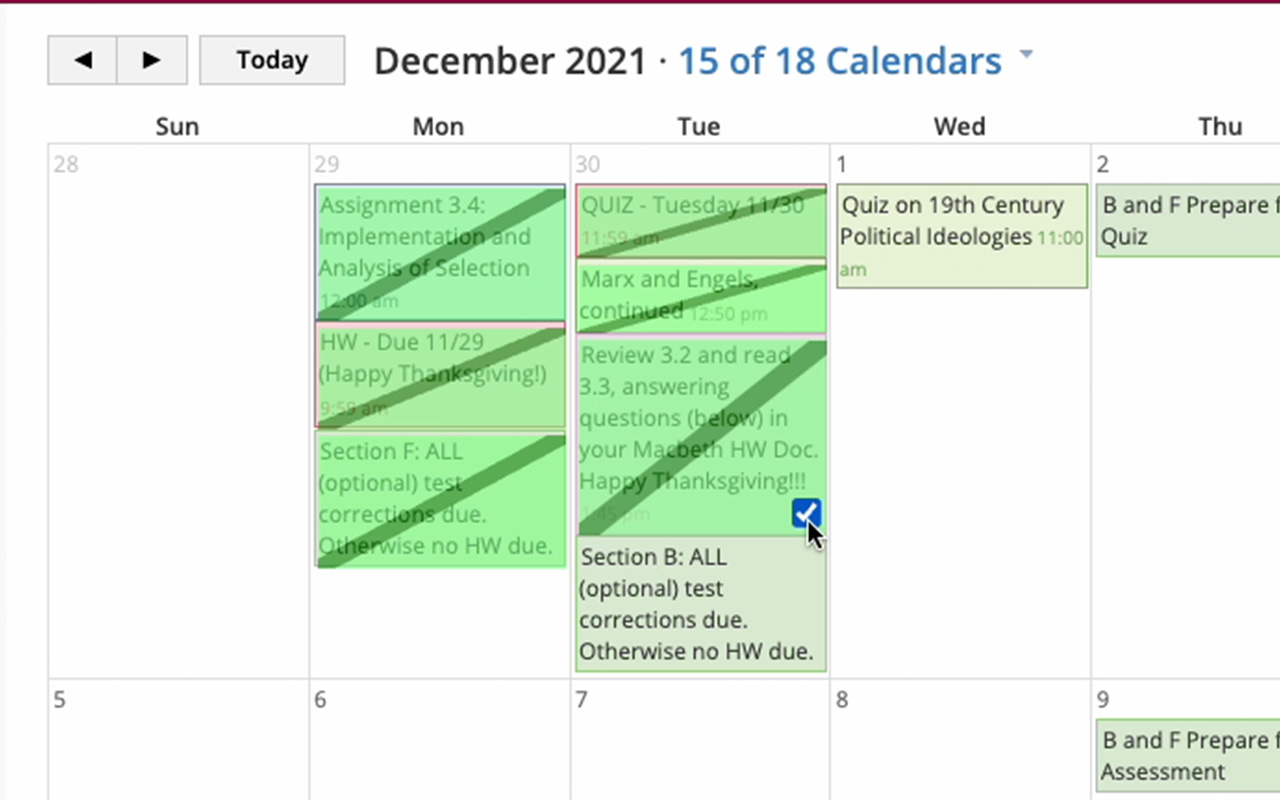 Today
December 2021 · 15 of 18 Calendars
Sun
Mon
Tue
Wed
Thu
28
29
Assignment 3.4:
Implementation and
Analysis of Selection
12:00 am
HW - Due 11/29
(Happy Thanksgiving!)
9:59 am
Section F: ALL
(optional) test
corrections due.
Otherwise no HW due.
30
QUIZ - Tuesday 11/30
11:59 am
Marx and Engels,
continued 12:50 pm
Review 3.2 and read
3.3, answering
questions (below) in
your Macbeth HW Doc.
Happy Thanksgiving!!!
1:45 pm
Section B: ALL
(optional) test
corrections due.
Otherwise no HW due.
1
Quiz on 19th Century
Political Ideologies 11:00
am
2
B and F Prepare f
Quiz
5
6
7
8
9
B and F Prepare f
Assessment